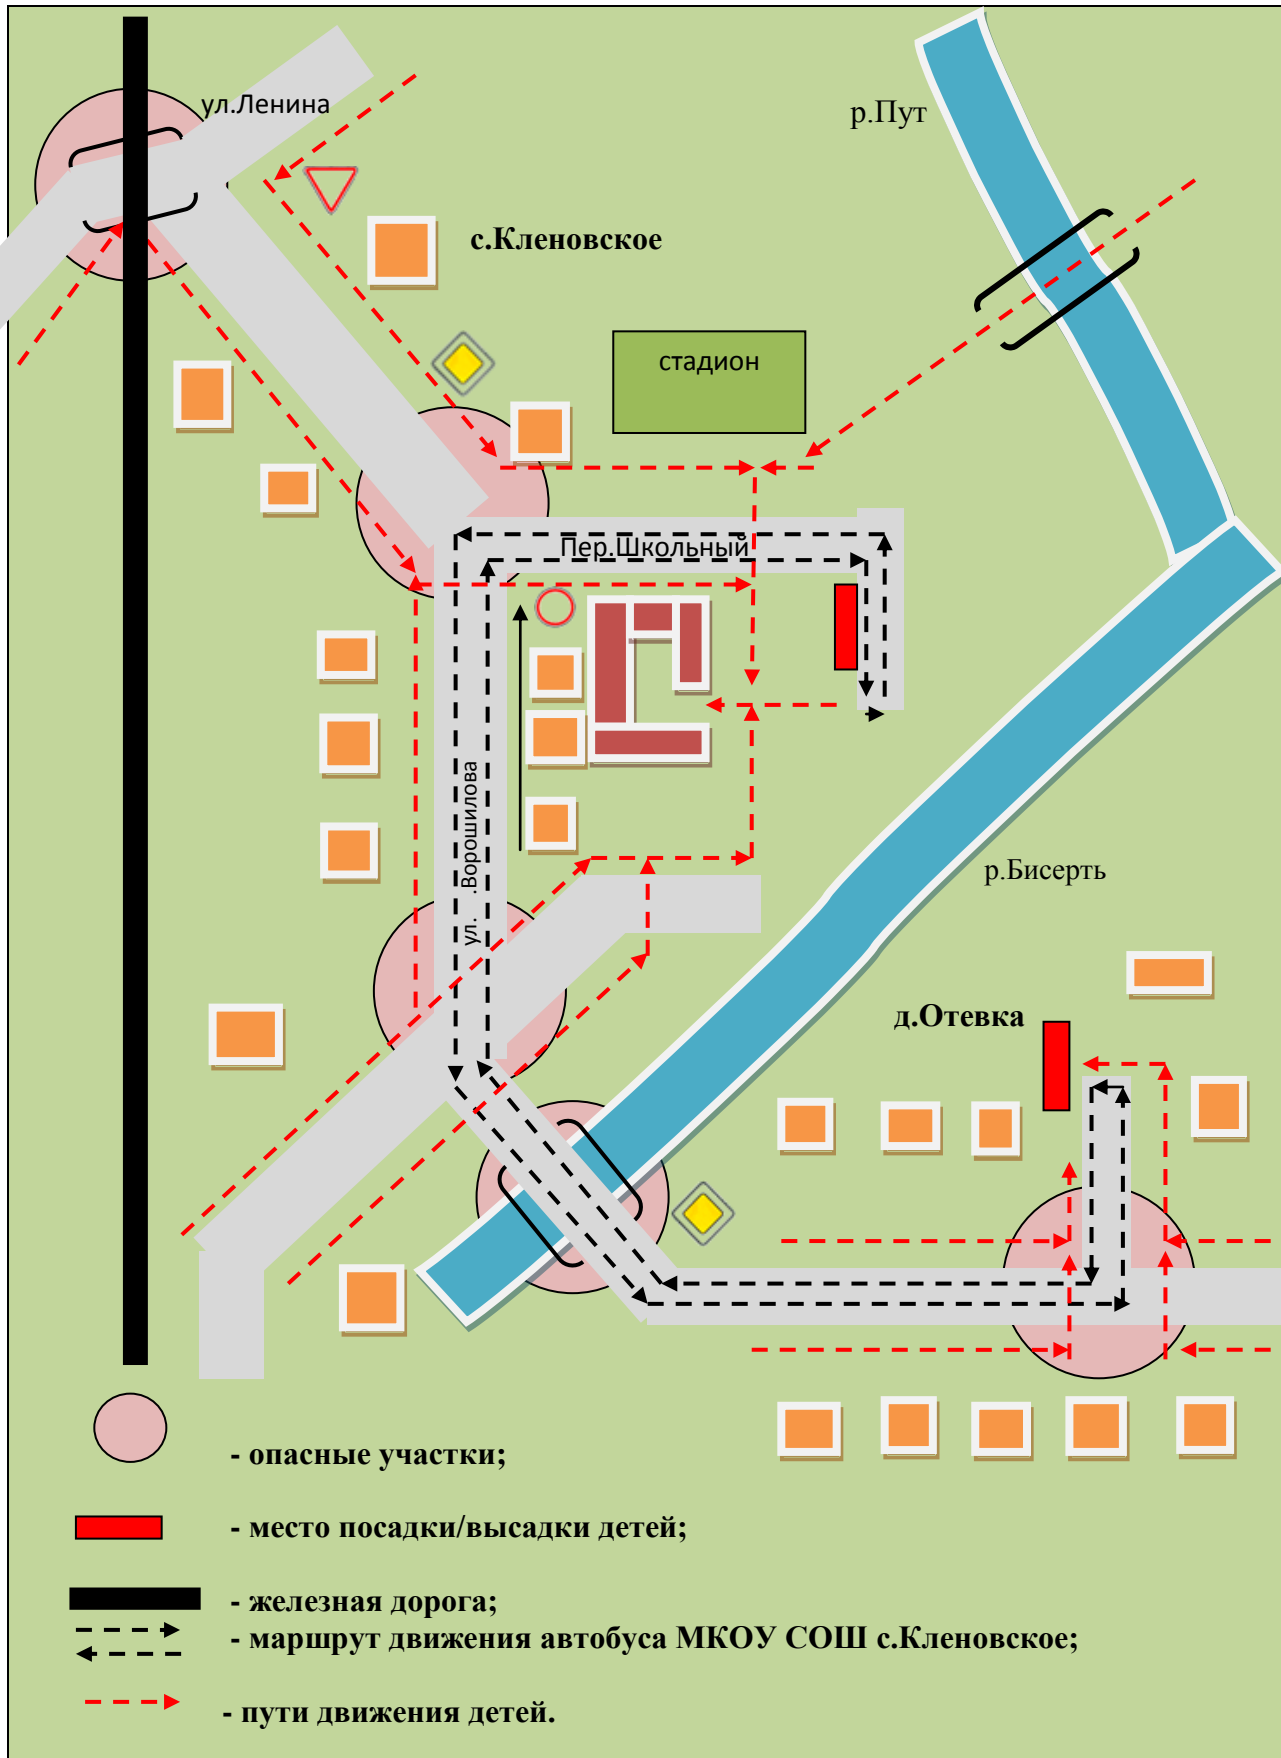 ул.Ленина
р.Пут
с.Кленовское
стадион
Пер.Школьный
ул. .Ворошилова
р.Бисерть
д.Отевка
- опасные участки;
- место посадки/высадки детей;
- железная дорога;
- маршрут движения автобуса МКОУ СОШ с.Кленовское;
- пути движения детей.